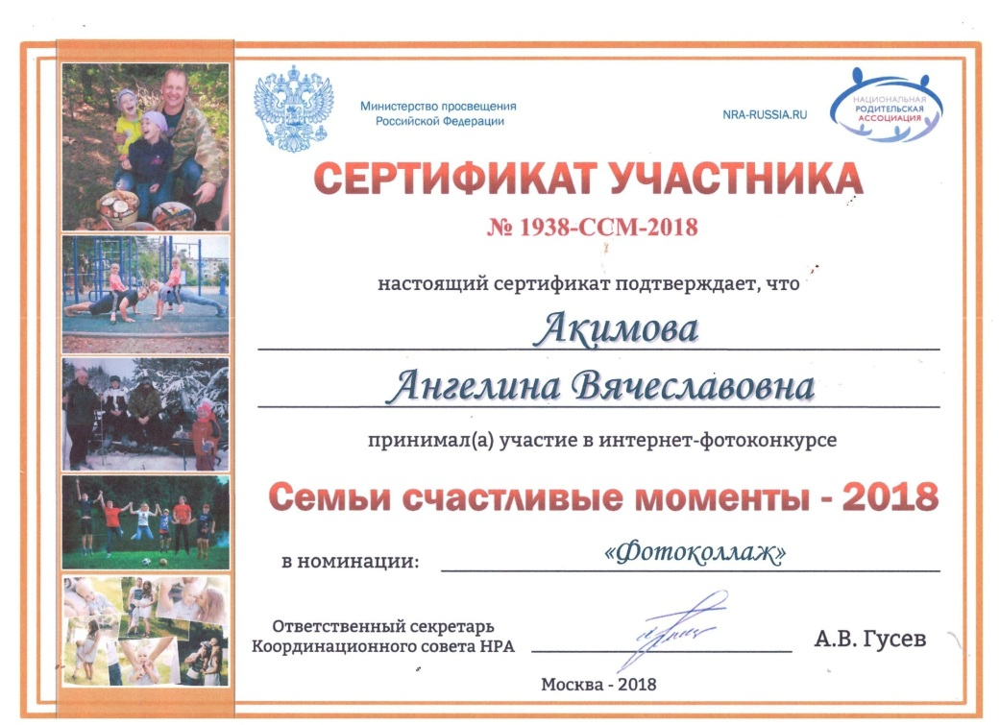 Министерство просвещения
Российской Федерации
NRA-RUSSIA.RU
НАЦИОНАЛЬНАЯ
РОДИТЕЛЬСКАЯ
АССОЦИАЦИЯ
СЕРТИФИКАТ УЧАСТНИКА
№ 1938-ССМ-2018
настоящий сертификат подтверждает, что
Акимова
Ангелина Вячеславовна
принимал(а) участие в интернет-фотоконкурсе
Семьи счастливые моменты - 2018
в номинации: «Фотоколлаж»
Ответственный секретарь
Координационного совета НРА
А.В. Гусев
Москва - 2018